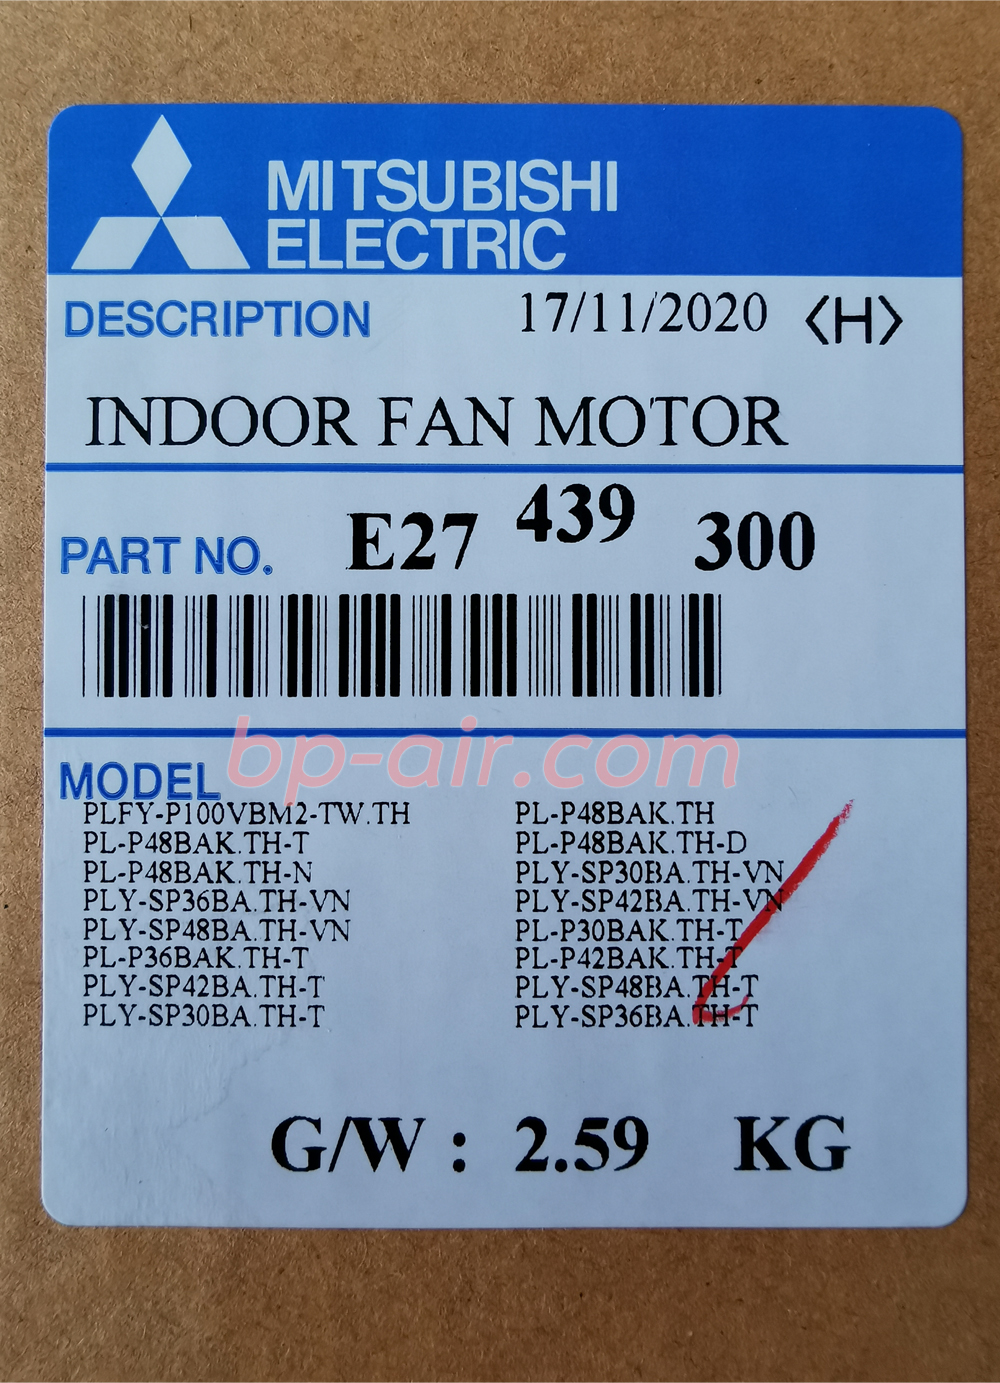 MITSUBISHI
ELECTRIC
DESCRIPTION 17/11/2020 <H>
INDOOR FAN MOTOR
PART NO. E27 439 300
bp-air.com
MODEL
PLFY-P100VBM2-TW.TH PL-P48BAK.TH
PL-P48BAK.TH-T PL-P48BAK.TH-D
PL-P48BAK.TH-N PLY-SP30BA.TH-VN
PLY-SP36BA.TH-VN PLY-SP42BA.TH-VN
PLY-SP48BA.TH-VN PL-P30BAK.TH-T
PL-P36BAK.TH-T PL-P42BAK.TH-T
PLY-SP42BA.TH-T PLY-SP48BA.TH-T
PLY-SP30BA.TH-T PLY-SP36BA.TH-T
G/W : 2.59 KG